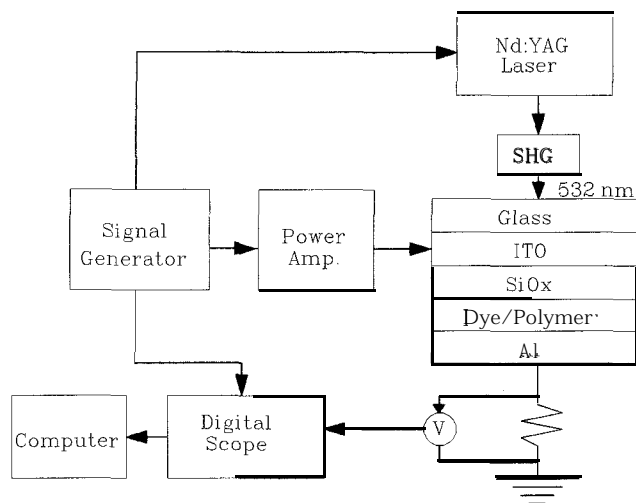 Nd:YAG
Laser
SHG
532 nm
Glass
Signal
Generator
Power
Amp.
ITO
SiOx
Dye/Polymer
Al
Computer
Digital
Scope
V